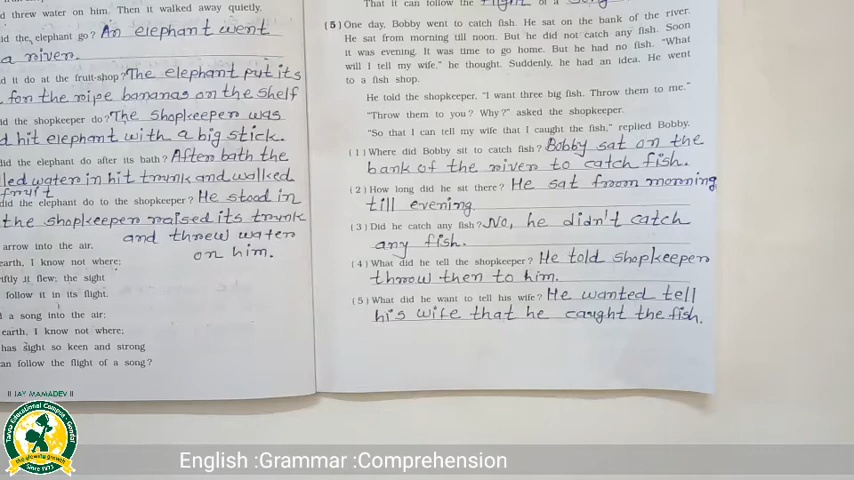 d threw water on him. Then it walked away quietly.
did the elephant go? An elephant went
a river.
d it do at the fruit-shop? The elephant put its
for the ripe bananas on the shelf
d the shopkeeper do? The shopkeeper was
d hit elephant with a big stick.
did the elephant do after its bath? After bath the
lled water in hit trunk and walked
fruit
did the elephant do to the shopkeeper? He stood in
the shopkeeper raised its trunk
and threw water
on him.
arrow into the air.
earth, I know not where;
iftly it flew; the sight
follow it in its flight.
d a song into the air;
earth, I know not where;
has sight so keen and strong
an follow the flight of a song?
That it can follow the flight of a song
(5) One day, Bobby went to catch fish. He sat on the bank of the river.
He sat from morning till noon. But he did not catch any fish. Soon
it was evening. It was time to go home. But he had no fish. "What
will I tell my wife," he thought. Suddenly, he had an idea. He went
to a fish shop.
He told the shopkeeper, "I want three big fish. Throw them to me."
"Throw them to you? Why?" asked the shopkeeper.
"So that I can tell my wife that I caught the fish," replied Bobby.
(1) Where did Bobby sit to catch fish? Bobby sat on the
bank of the river to catch fish.
(2) How long did he sit there? He sat from morning
till evening
(3) Did he catch any fish? No, he didn't catch
any fish.
(4) What did he tell the shopkeeper? He told shopkeeper
throw then to him.
(5) What did he want to tell his wife? He wanted tell
his wife that he caught the fish.
|| JAY MAMADEV ||
Since 1973
English :Grammar :Comprehension